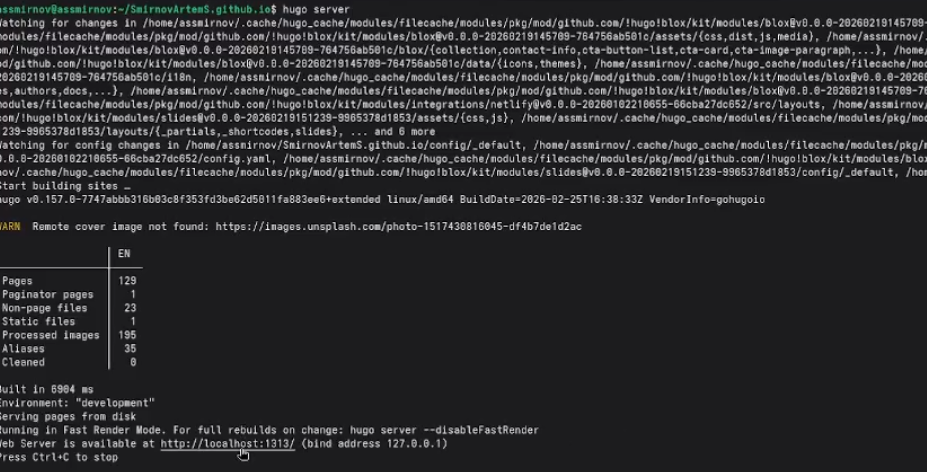 assmirnov@assmirnov:~/SmirnovArtemS.github.io$ hugo server
Watching for changes in /home/assmirnov/.cache/hugo_cache/modules/filecache/modules/pkg/mod/github.com/!hugo!blox/kit/modules/blox@v0.0.0-20260219145709-
modules/filecache/modules/pkg/mod/github.com/!hugo!blox/kit/modules/blox@v0.0.0-20260219145709-764756ab501c/assets/{css,dist,js,media}, /home/assmirnov/
om/!hugo!blox/kit/modules/blox@v0.0.0-20260219145709-764756ab501c/blox/{collection,contact-info,cta-button-list,cta-card,cta-image-paragraph,...}, /home
od/github.com/!hugo!blox/kit/modules/blox@v0.0.0-20260219145709-764756ab501c/data/{icons,themes}, /home/assmirnov/.cache/hugo_cache/modules/filecache/mod
20260219145709-764756ab501c/i18n, /home/assmirnov/.cache/hugo_cache/modules/filecache/modules/pkg/mod/github.com/!hugo!blox/kit/modules/blox@v0.0.0-2026
es,authors,docs,...}, /home/assmirnov/.cache/hugo_cache/modules/filecache/modules/pkg/mod/github.com/!hugo!blox/kit/modules/blox@v0.0.0-20260219145709-76
modules/filecache/modules/pkg/mod/github.com/!hugo!blox/kit/modules/integrations/netlify@v0.0.0-20260102210655-66cba27dc652/src/layouts, /home/assmirnov/
modules/slides@v0.0.0-20260219151239-9965378d1853/assets/{css,js}, /home/assmirnov/.cache/hugo_cache/modules/filecache/modules/pkg/mod
239-9965378d1853/layouts/{_partials,_shortcodes,slides}, ... and 6 more
Watching for config changes in /home/assmirnov/SmirnovArtemS.github.io/config/_default, /home/assmirnov/.cache/hugo_cache/modules/filecache/modules/pkg/m
0.0.0-20260102210655-66cba27dc652/config.yaml, /home/assmirnov/.cache/hugo_cache/modules/filecache/modules/pkg/mod/github.com/!hugo!blox/kit/modules/blox
nov/.cache/hugo_cache/modules/filecache/modules/pkg/mod/github.com/!hugo!blox/kit/modules/slides@v0.0.0-20260219151239-9965378d1853/config/_default, /hom
Start building sites …
hugo v0.157.0-7747abbb316b03c8f353fd3be62d5011fa883ee6+extended linux/amd64 BuildDate=2026-02-25T16:38:33Z VendorInfo=gohugoio
WARN Remote cover image not found: https://images.unsplash.com/photo-1517430816045-df4b7de1d2ac
EN
Pages 129
Paginator pages 1
Non-page files 23
Static files 1
Processed images 195
Aliases 35
Cleaned 0
Built in 6904 ms
Environment: "development"
Serving pages from disk
Running in Fast Render Mode. For full rebuilds on change: hugo server --disableFastRender
Web Server is available at http://localhost:1313/ (bind address 127.0.0.1)
Press Ctrl+C to stop